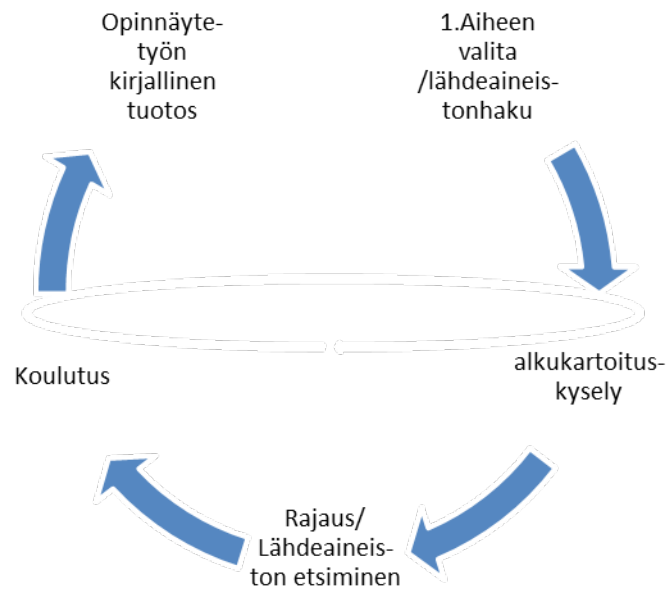 Opinnäyte-
työn
kirjallinen
tuotos
1.Aiheen
valita
/lähdeaineis-
tonhaku
alkukartoitus-
kysely
Rajaus/
Lähdeaineis-
ton etsiminen
Koulutus